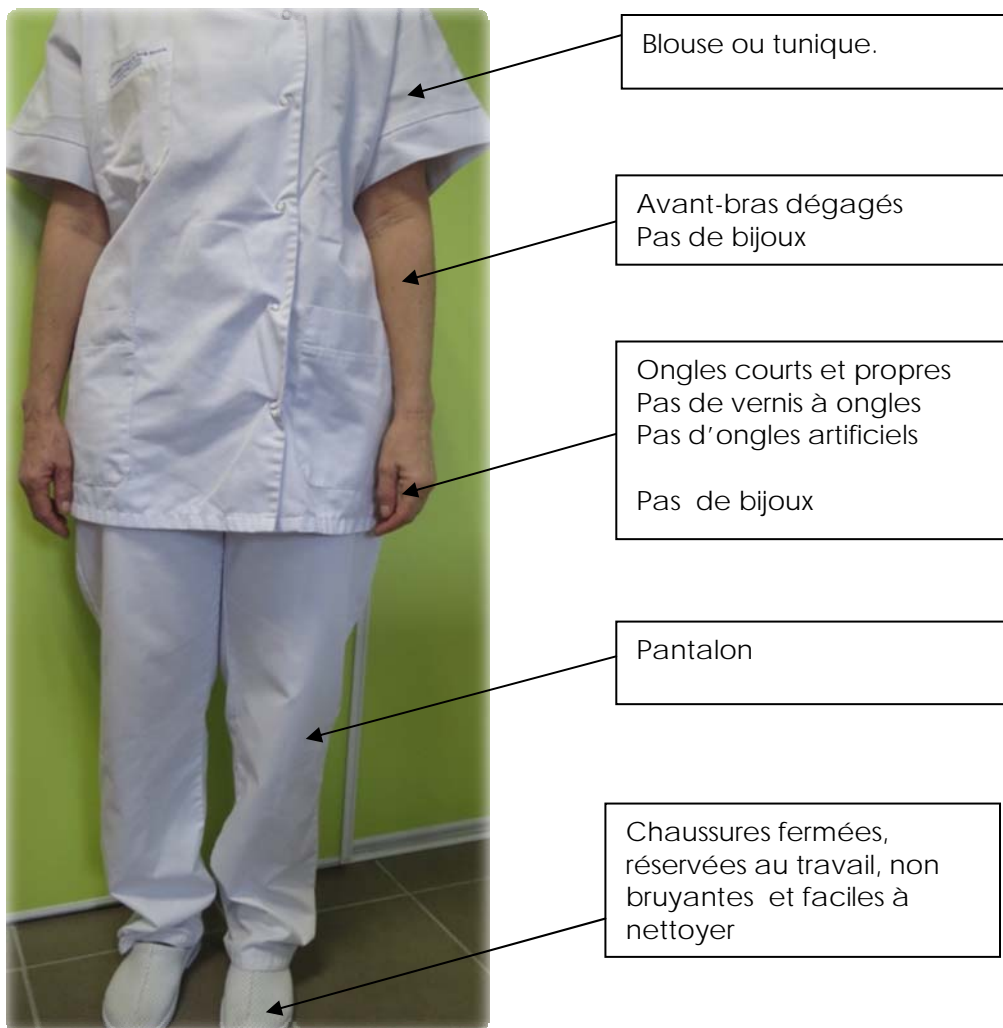 Blouse ou tunique.
Avant-bras dégagés
Pas de bijoux
Ongles courts et propres
Pas de vernis à ongles
Pas d’ongles artificiels
Pas  de bijoux
Pantalon
Chaussures fermées,
réservées au travail, non
bruyantes  et faciles à
nettoyer